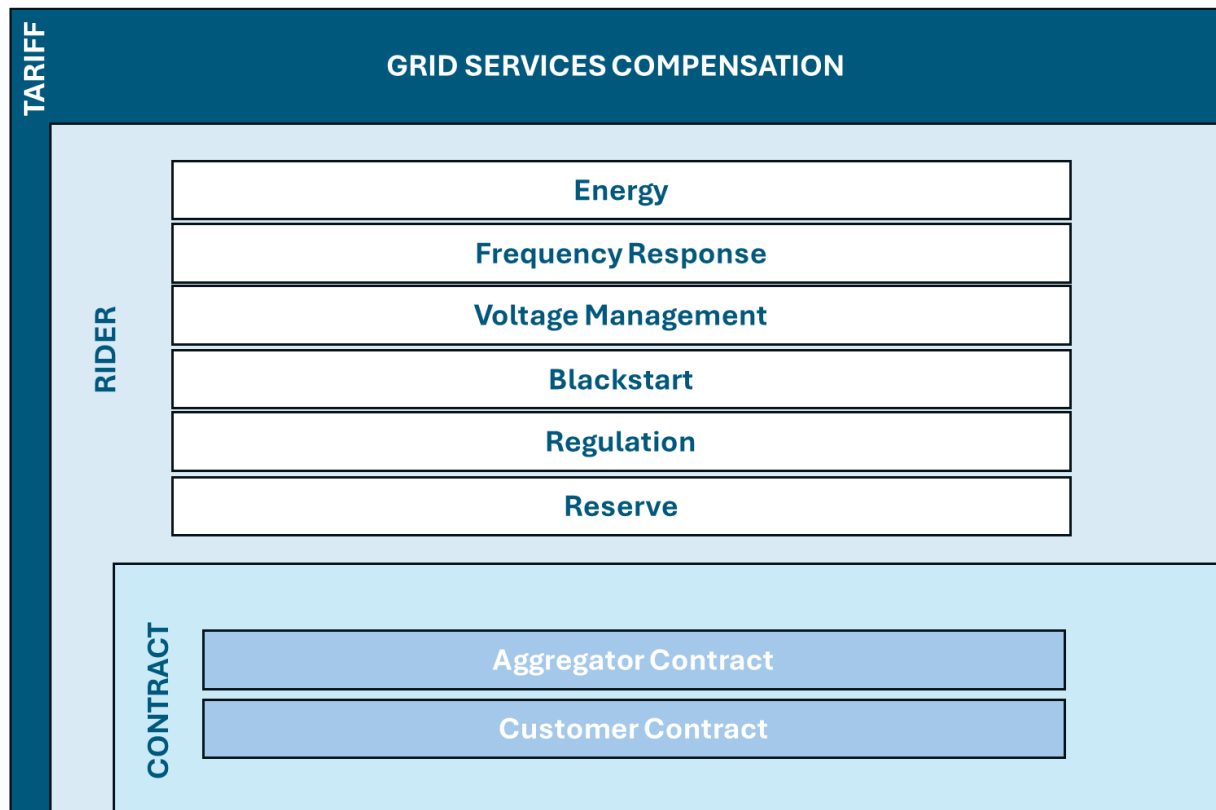 TARIFF
GRID SERVICES COMPENSATION
RIDER
Energy
Frequency Response
Voltage Management
Blackstart
Regulation
Reserve
CONTRACT
Aggregator Contract
Customer Contract